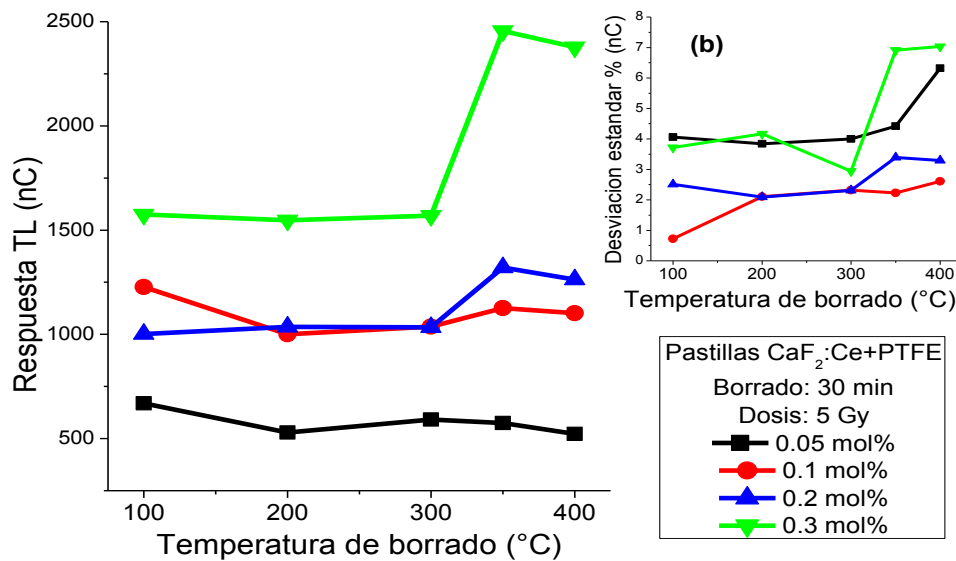 2500
2000
1500
1000
500
100
200
300
400
Respuesta TL (nC)
Temperatura de borrado (°C)
(b)
8
7
6
5
4
3
2
1
0
100
200
300
400
Desviacion estandar % (nC)
Temperatura de borrado (°C)
Pastillas CaF₂:Ce+PTFE
Borrado: 30 min
Dosis: 5 Gy
0.05 mol%
0.1 mol%
0.2 mol%
0.3 mol%